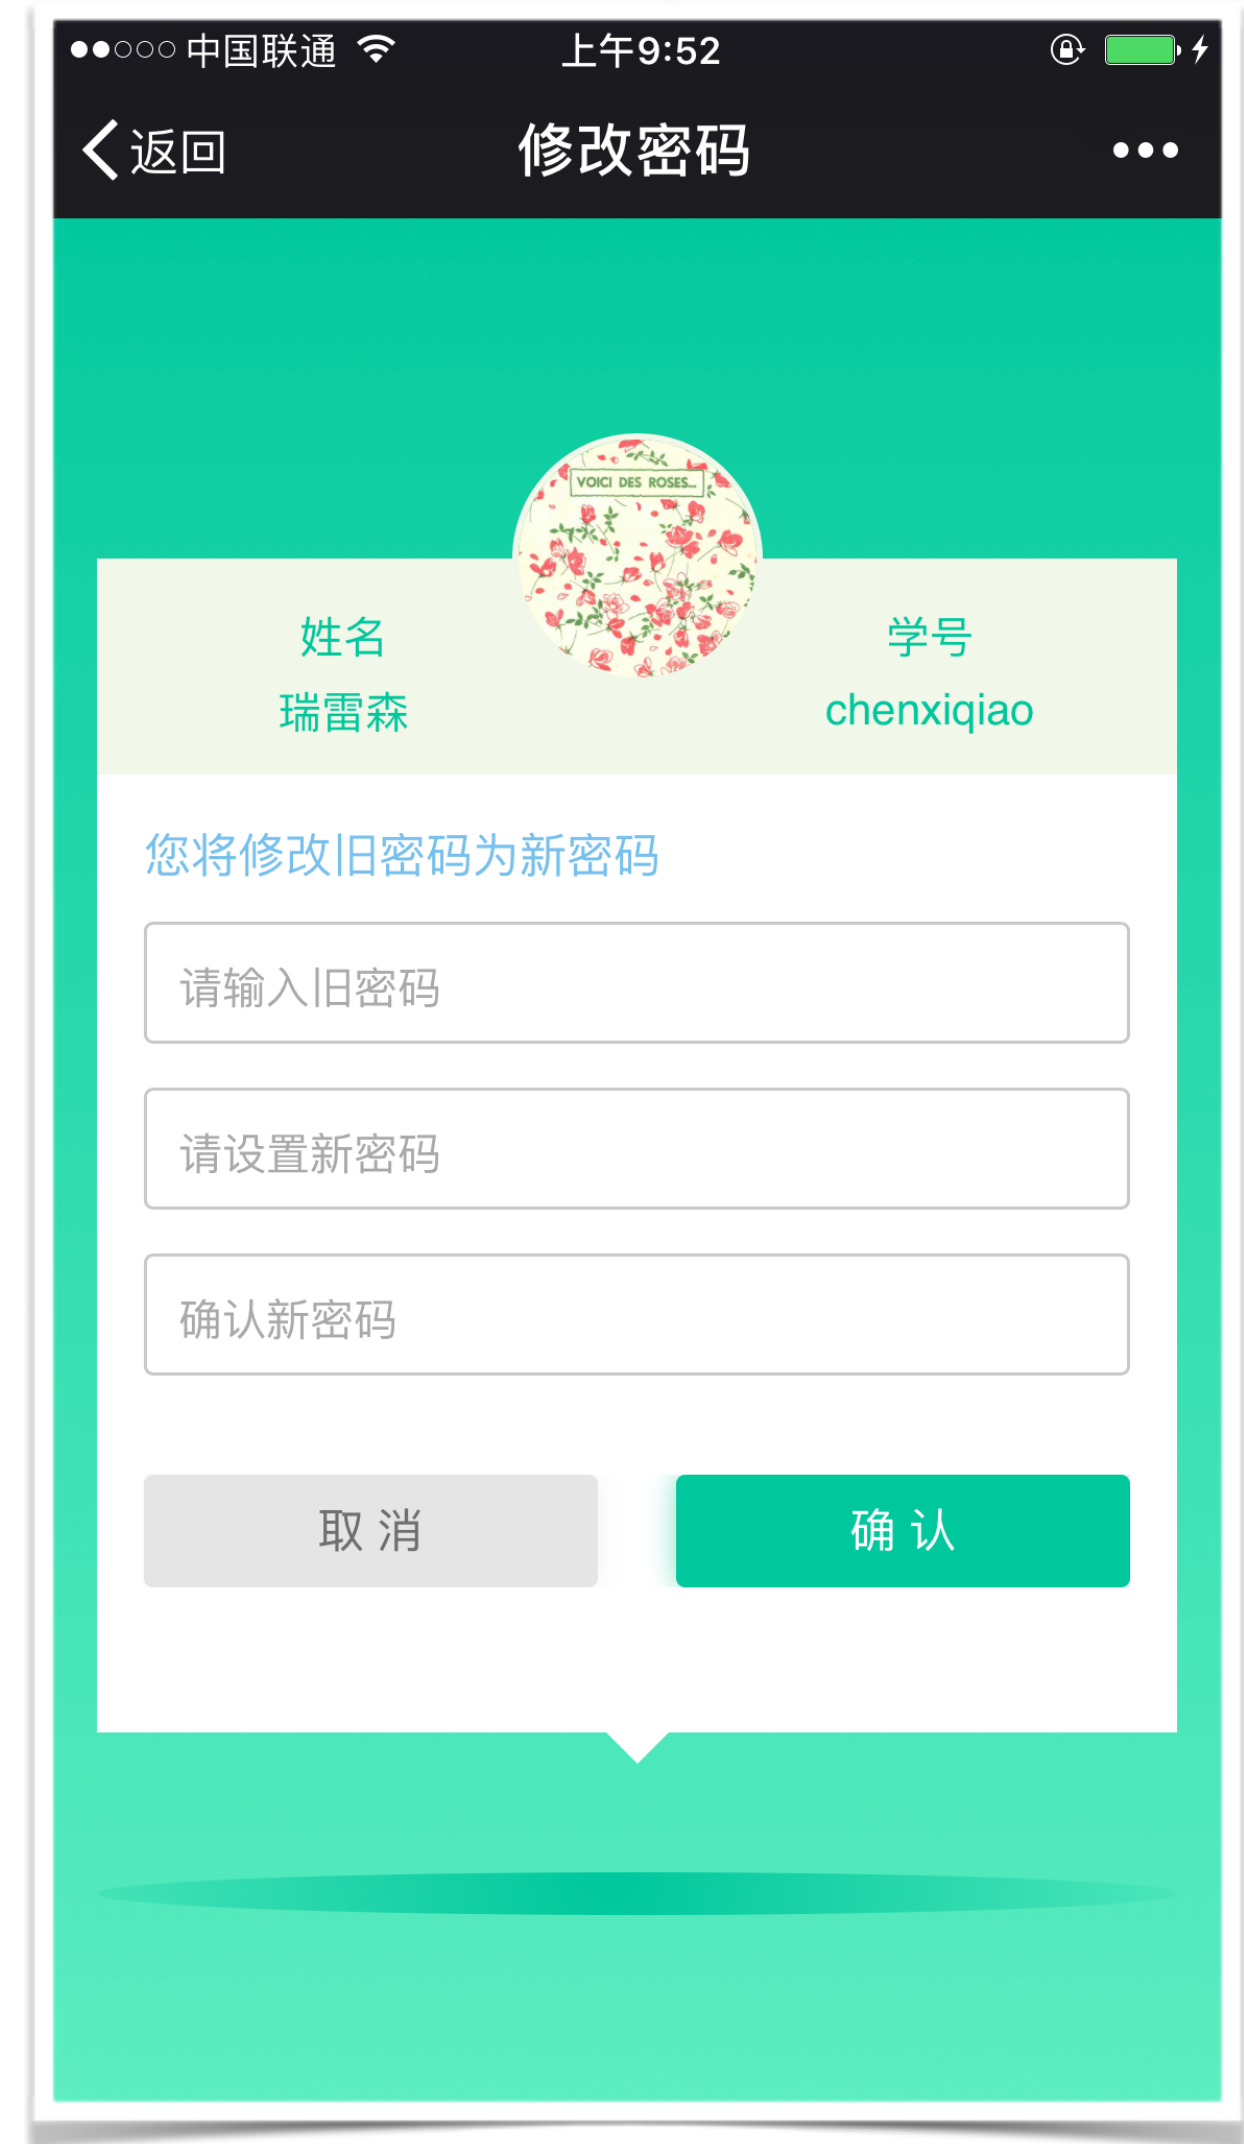 中国联通 上午9:52
返回 修改密码
VOICI DES ROSES...
姓名 学号
瑞雷森 chenxiqiao
您将修改旧密码为新密码
请输入旧密码
请设置新密码
确认新密码
取 消 确 认